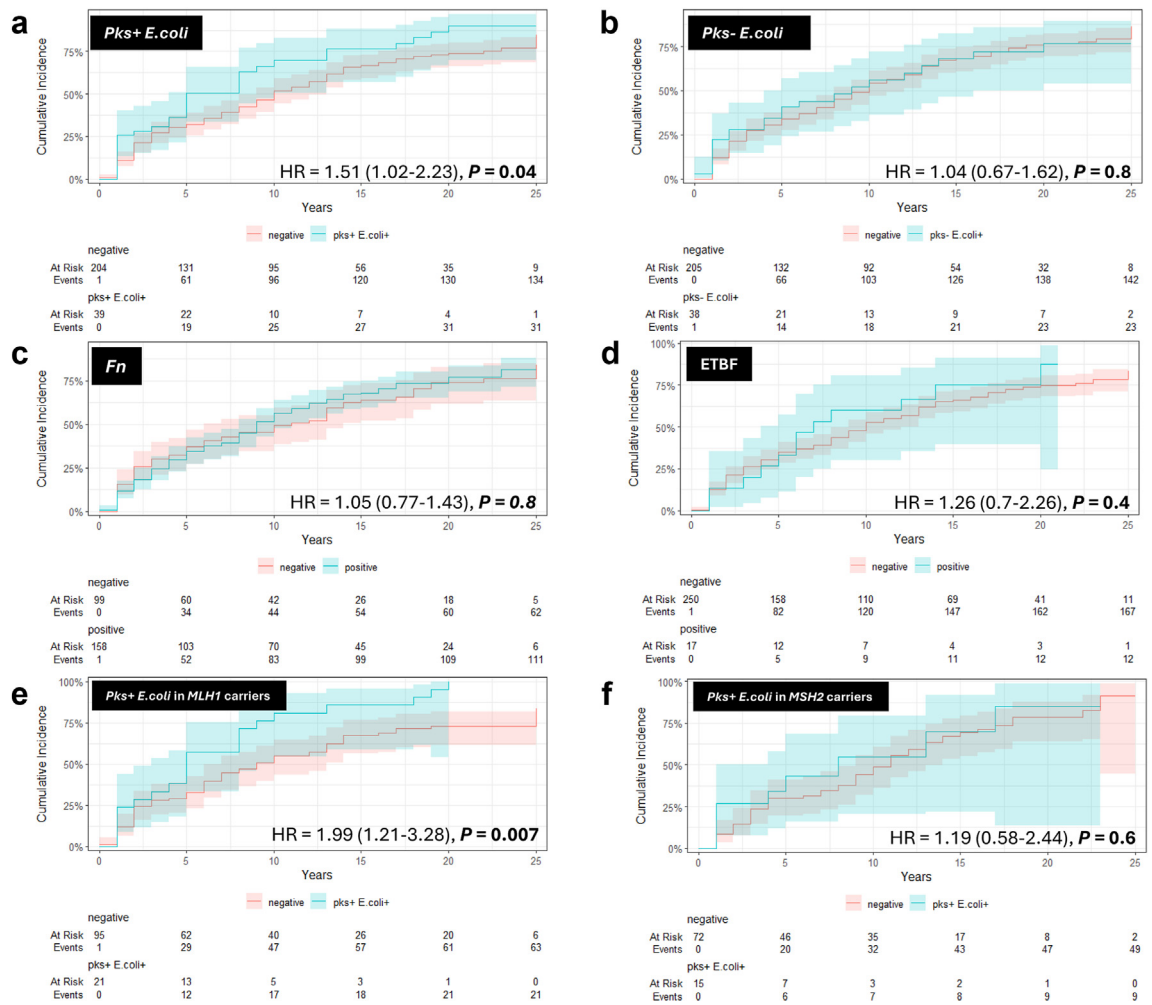 a
Pks+ E.coli
75%
50%
25%
0%
Cumulative Incidence
HR = 1.51 (1.02-2.23), P = 0.04
0 5 10 15 20 25
Years
negative pks+ E.coli+
negative
At Risk 204 131 95 56 35 9
Events 1 61 96 120 130 134
pks+ E.coli+
At Risk 39 22 10 7 4 1
Events 0 19 25 27 31 31
b
Pks- E.coli
75%
50%
25%
0%
Cumulative Incidence
HR = 1.04 (0.67-1.62), P = 0.8
0 5 10 15 20 25
Years
negative pks- E.coli+
negative
At Risk 205 132 92 54 32 8
Events 0 66 103 126 138 142
pks- E.coli+
At Risk 38 21 13 9 7 2
Events 1 14 18 21 23 23
c
Fn
75%
50%
25%
0%
Cumulative Incidence
HR = 1.05 (0.77-1.43), P = 0.8
0 5 10 15 20 25
Years
negative positive
negative
At Risk 99 60 42 26 18 5
Events 0 34 44 54 60 62
positive
At Risk 158 103 70 45 24 6
Events 1 52 83 99 109 111
d
ETBF
100%
75%
50%
25%
0%
Cumulative Incidence
HR = 1.26 (0.7-2.26), P = 0.4
0 5 10 15 20 25
Years
negative positive
negative
At Risk 250 158 110 69 41 11
Events 1 82 120 147 162 167
positive
At Risk 17 12 7 4 3 1
Events 0 5 9 11 12 12
e
Pks+ E.coli in MLH1 carriers
100%
75%
50%
25%
0%
Cumulative Incidence
HR = 1.99 (1.21-3.28), P = 0.007
0 5 10 15 20 25
Years
negative pks+ E.coli+
negative
At Risk 95 62 40 26 20 6
Events 1 29 47 57 61 63
pks+ E.coli+
At Risk 21 13 5 3 1 0
Events 0 12 17 18 21 21
f
Pks+ E.coli in MSH2 carriers
100%
75%
50%
25%
0%
Cumulative Incidence
HR = 1.19 (0.58-2.44), P = 0.6
0 5 10 15 20 25
Years
negative pks+ E.coli+
negative
At Risk 72 46 35 17 8 2
Events 0 20 32 43 47 49
pks+ E.coli+
At Risk 15 7 3 2 1 0
Events 0 6 7 8 9 9